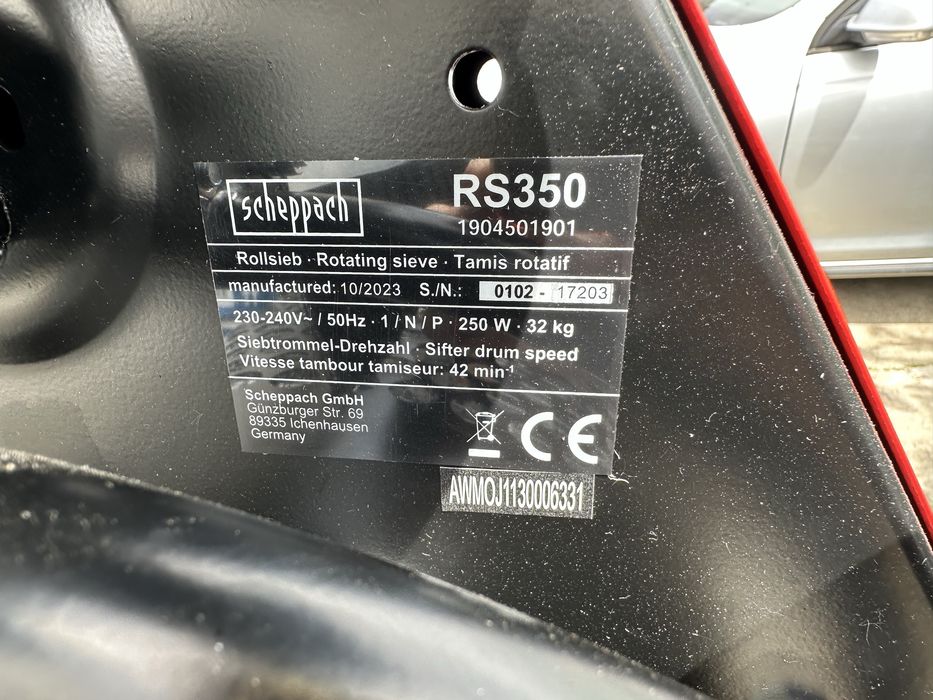 scheppach
RS350
1904501901
Rollsieb · Rotating sieve · Tamis rotatif
manufactured: 10/2023 S./N.: 0102 - 17203
230-240V~ / 50Hz · 1 / N / P · 250 W · 32 kg
Siebtrommel-Drehzahl · Sifter drum speed
Vitesse tambour tamiseur: 42 min⁻¹
Scheppach GmbH
Günzburger Str. 69
89335 Ichenhausen
Germany
CE
AWMOJ1130006331